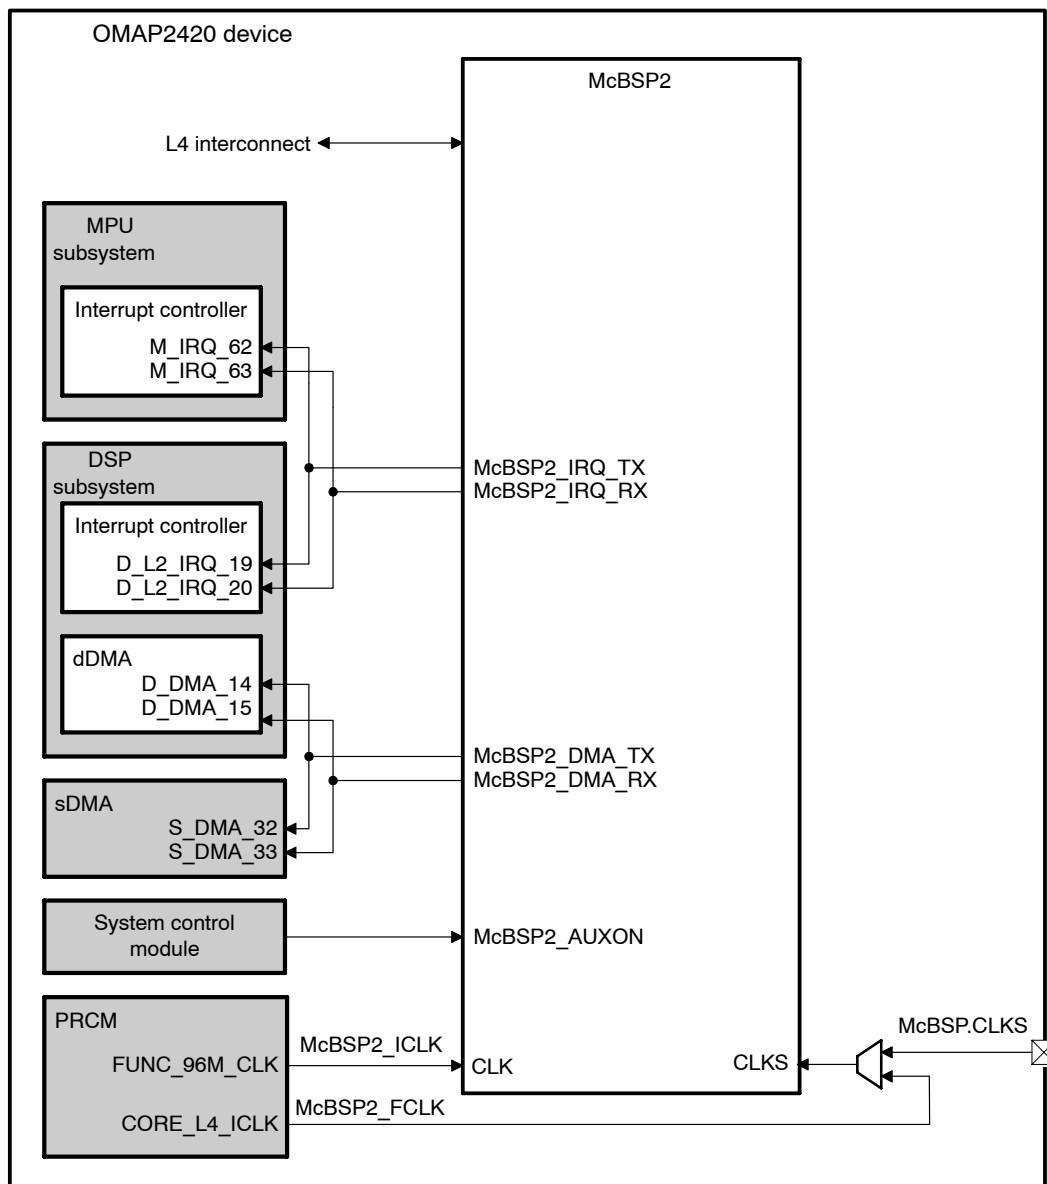 OMAP2420 device
McBSP2
L4 interconnect
MPU
subsystem
Interrupt controller
M_IRQ_62
M_IRQ_63
DSP
subsystem
McBSP2_IRQ_TX
McBSP2_IRQ_RX
Interrupt controller
D_L2_IRQ_19
D_L2_IRQ_20
dDMA
D_DMA_14
D_DMA_15
McBSP2_DMA_TX
McBSP2_DMA_RX
sDMA
S_DMA_32
S_DMA_33
System control
module
McBSP2_AUXON
PRCM
McBSP.CLKS
McBSP2_ICLK
FUNC_96M_CLK
CLK
CLKS
McBSP2_FCLK
CORE_L4_ICLK